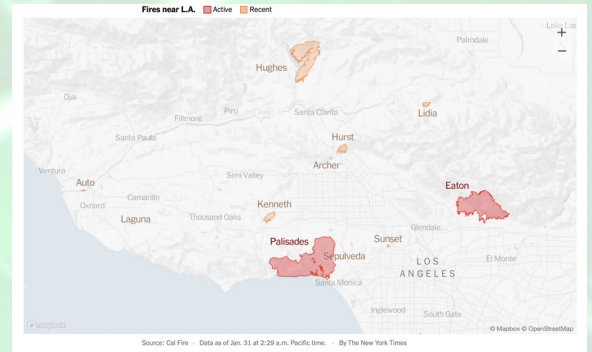 Fires near L.A. Active Recent
Lake Los
Palmdale
+
−
Hughes
Ojai
Piru
Santa Clarita
Lidia
Fillmore
Santa Paula
Hurst
Archer
Ventura
Simi Valley
Auto
Eaton
Camarillo
Oxnard
Kenneth
Laguna
Thousand Oaks
Glendale
Palisades
Sunset
Sepulveda
LOS
ANGELES
El Monte
Santa Monica
Inglewood
South Gate
mapbox
© Mapbox © OpenStreetMap
Source: Cal Fire · Data as of Jan. 31 at 2:29 a.m. Pacific time. · By The New York Times